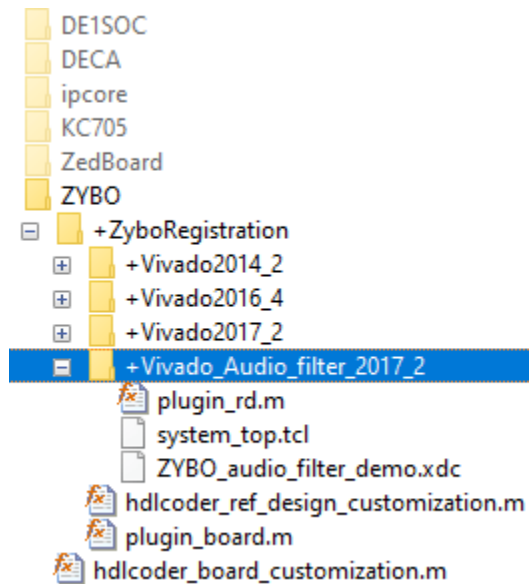 DE1SOC
DECA
ipcore
KC705
ZedBoard
ZYBO
+ZyboRegistration
+Vivado2014_2
+Vivado2016_4
+Vivado2017_2
+Vivado_Audio_filter_2017_2
plugin_rd.m
system_top.tcl
ZYBO_audio_filter_demo.xdc
hdlcoder_ref_design_customization.m
plugin_board.m
hdlcoder_board_customization.m